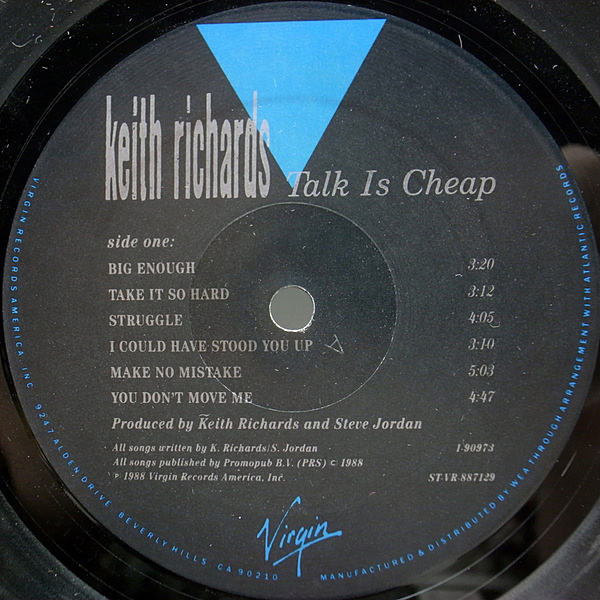 keith richards
Talk Is Cheap
side one:
BIG ENOUGH 3:20
TAKE IT SO HARD 3:12
STRUGGLE 4:05
I COULD HAVE STOOD YOU UP 3:10
MAKE NO MISTAKE 5:03
YOU DON'T MOVE ME 4:47
Produced by Keith Richards and Steve Jordan
All songs written by K. Richards/S. Jordan 1-90973
All songs published by Promopub B.V. (PRS) © 1988
℗ 1988 Virgin Records America, Inc. ST-VR-887129
Virgin
VIRGIN RECORDS AMERICA, INC. 9247 ALDEN DRIVE BEVERLY HILLS CA 90210 MANUFACTURED & DISTRIBUTED BY WEA THROUGH ARRANGEMENT WITH ATLANTIC RECORDS